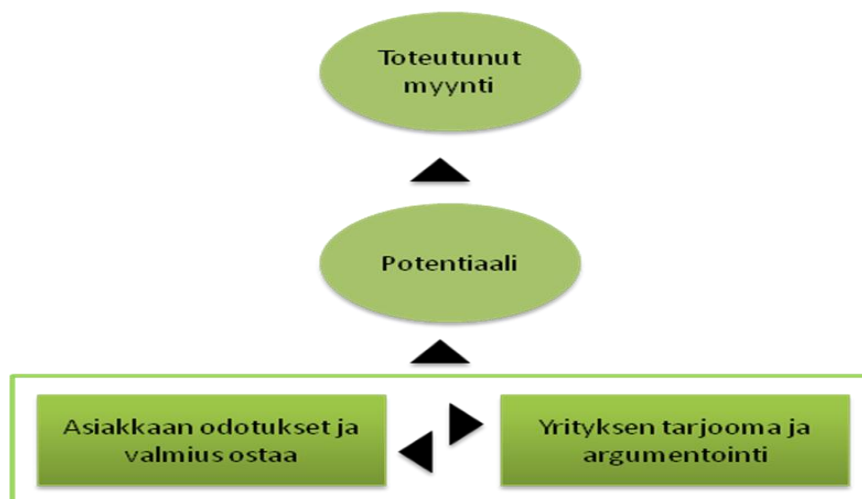 Toteutunut
myynti
Potentiaali
Asiakkaan odotukset ja
valmius ostaa
Yrityksen tarjooma ja
argumentointi